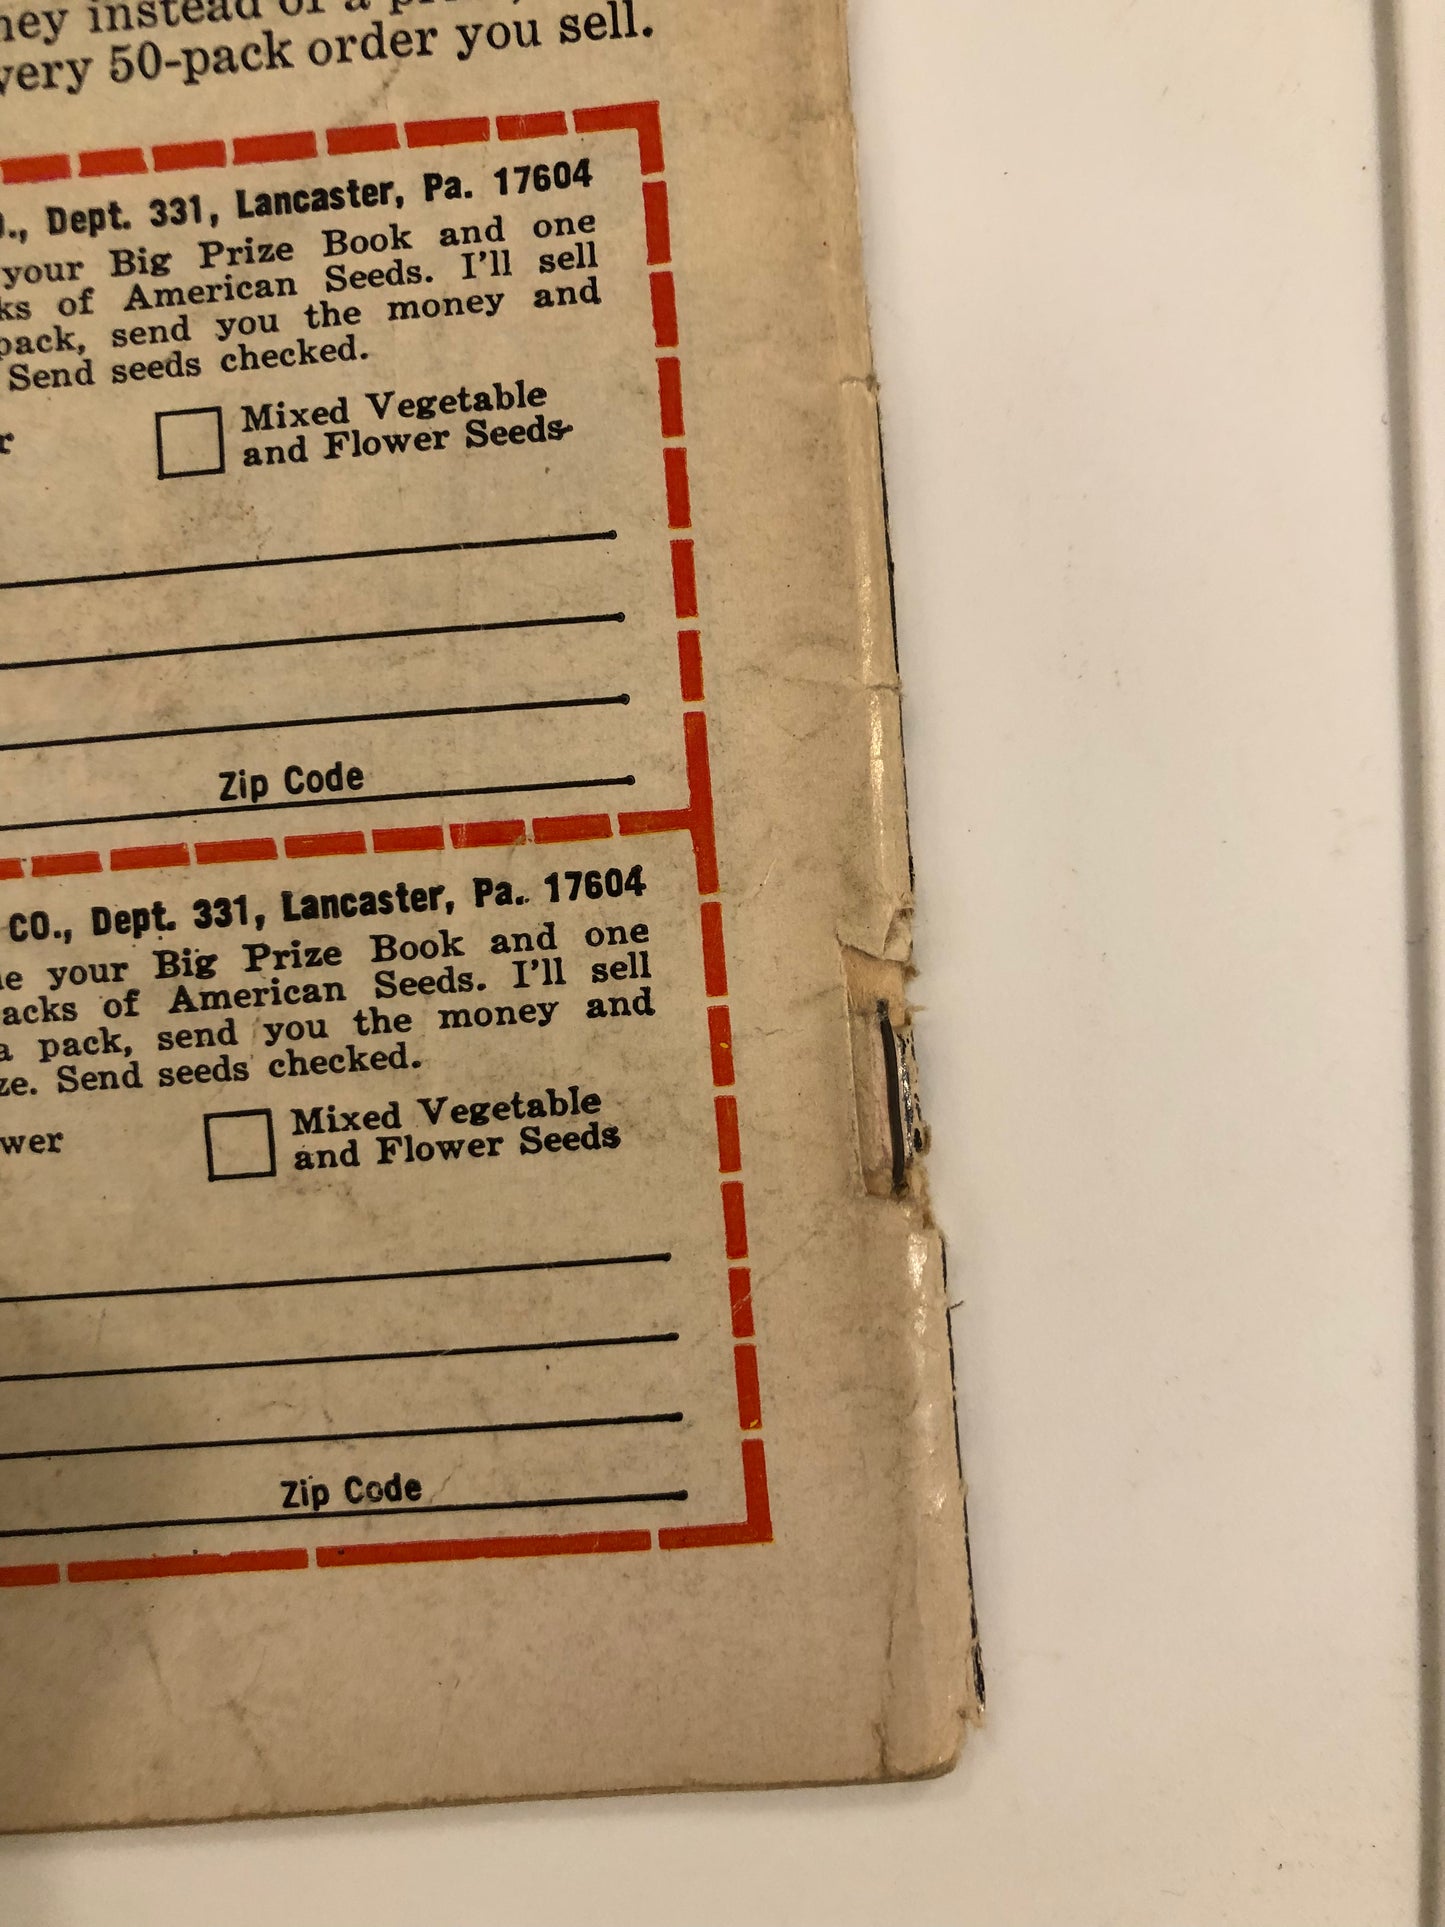 instead of a
very 50-pack order you sell.
O., Dept. 331, Lancaster, Pa. 17604
your Big Prize Book and one
ks of American Seeds. I'll sell
pack, send you the money and
Send seeds checked.
r
Mixed Vegetable
and Flower Seeds
Zip Code
CO., Dept. 331, Lancaster, Pa. 17604
e your Big Prize Book and one
acks of American Seeds. I'll sell
a pack, send you the money and
ze. Send seeds checked.
wer
Mixed Vegetable
and Flower Seeds
Zip Code